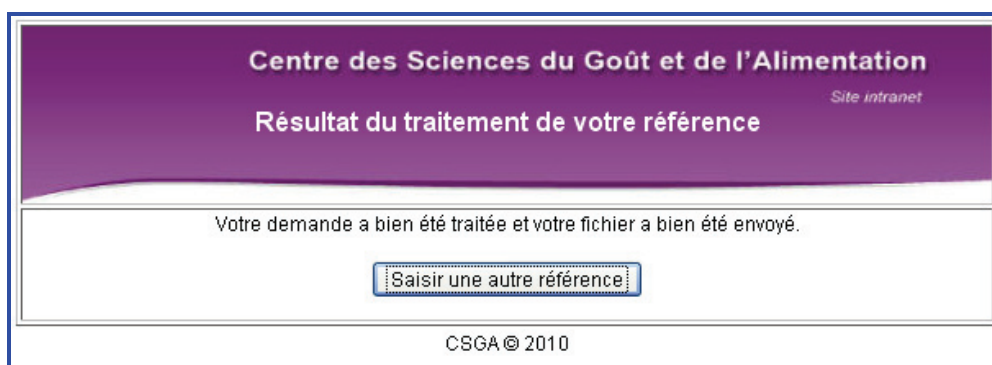 Centre des Sciences du Goût et de l'Alimentation
Site intranet
Résultat du traitement de votre référence
Votre demande a bien été traitée et votre fichier a bien été envoyé.
Saisir une autre référence
CSGA © 2010